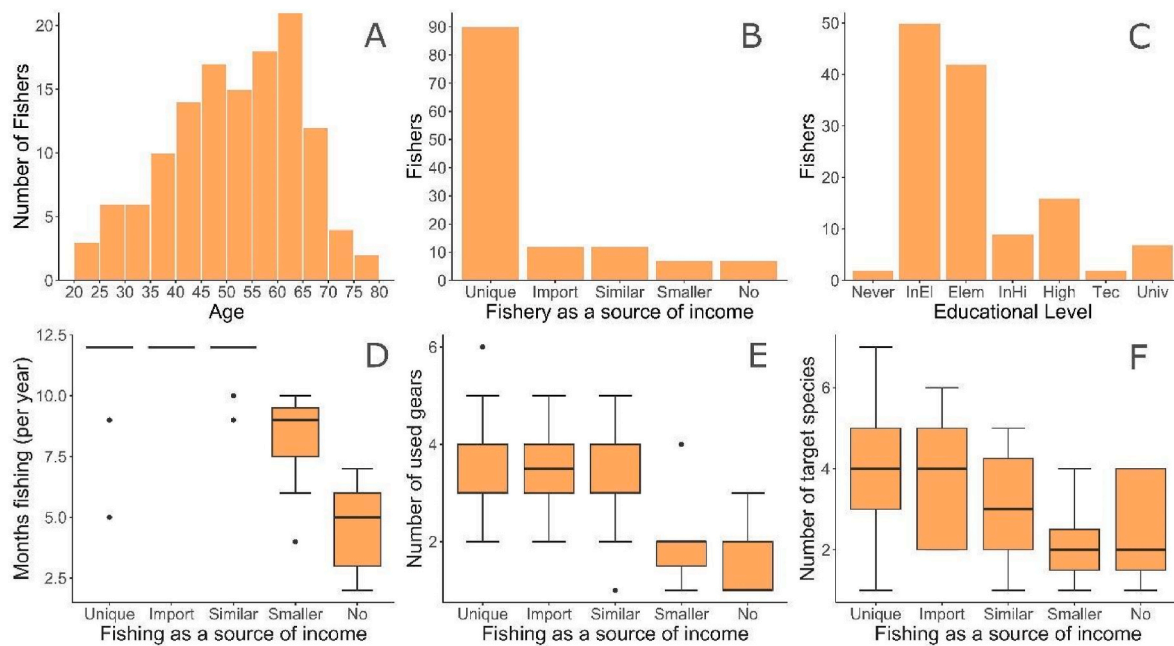 A
Number of Fishers
20
15
10
5
0
20 25 30 35 40 45 50 55 60 65 70 75 80
Age
B
Fishers
90
80
70
60
50
40
30
20
10
0
Unique Import Similar Smaller No
Fishery as a source of income
C
Fishers
50
40
30
20
10
0
Never InEl Elem InHi High Tec Univ
Educational Level
D
Months fishing (per year)
12.5
10.0
7.5
5.0
2.5
Unique Import Similar Smaller No
Fishing as a source of income
E
Number of used gears
6
4
2
Unique Import Similar Smaller No
Fishing as a source of income
F
Number of target species
6
4
2
Unique Import Similar Smaller No
Fishing as a source of income